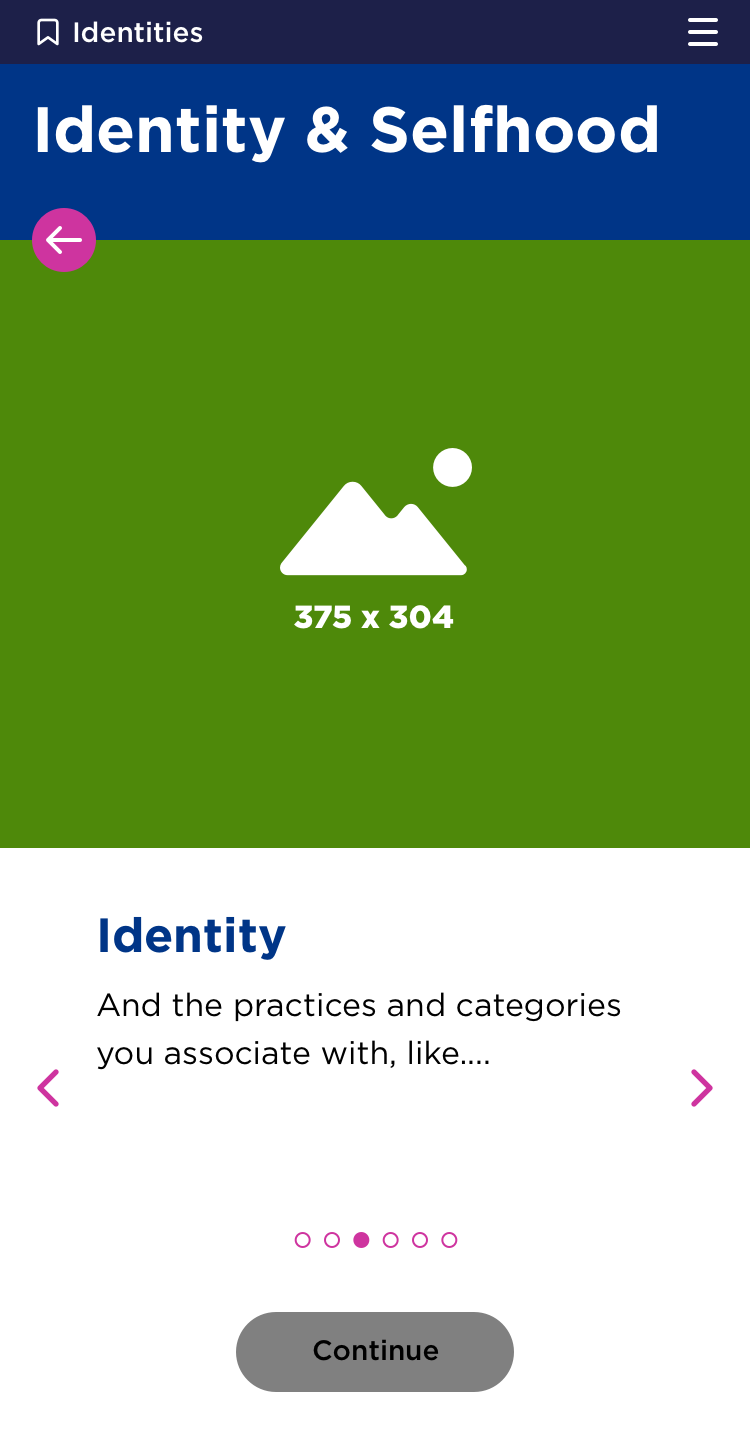 Identities
Identity & Selfhood
375 x 304
Identity
And the practices and categories
you associate with, like....
Continue